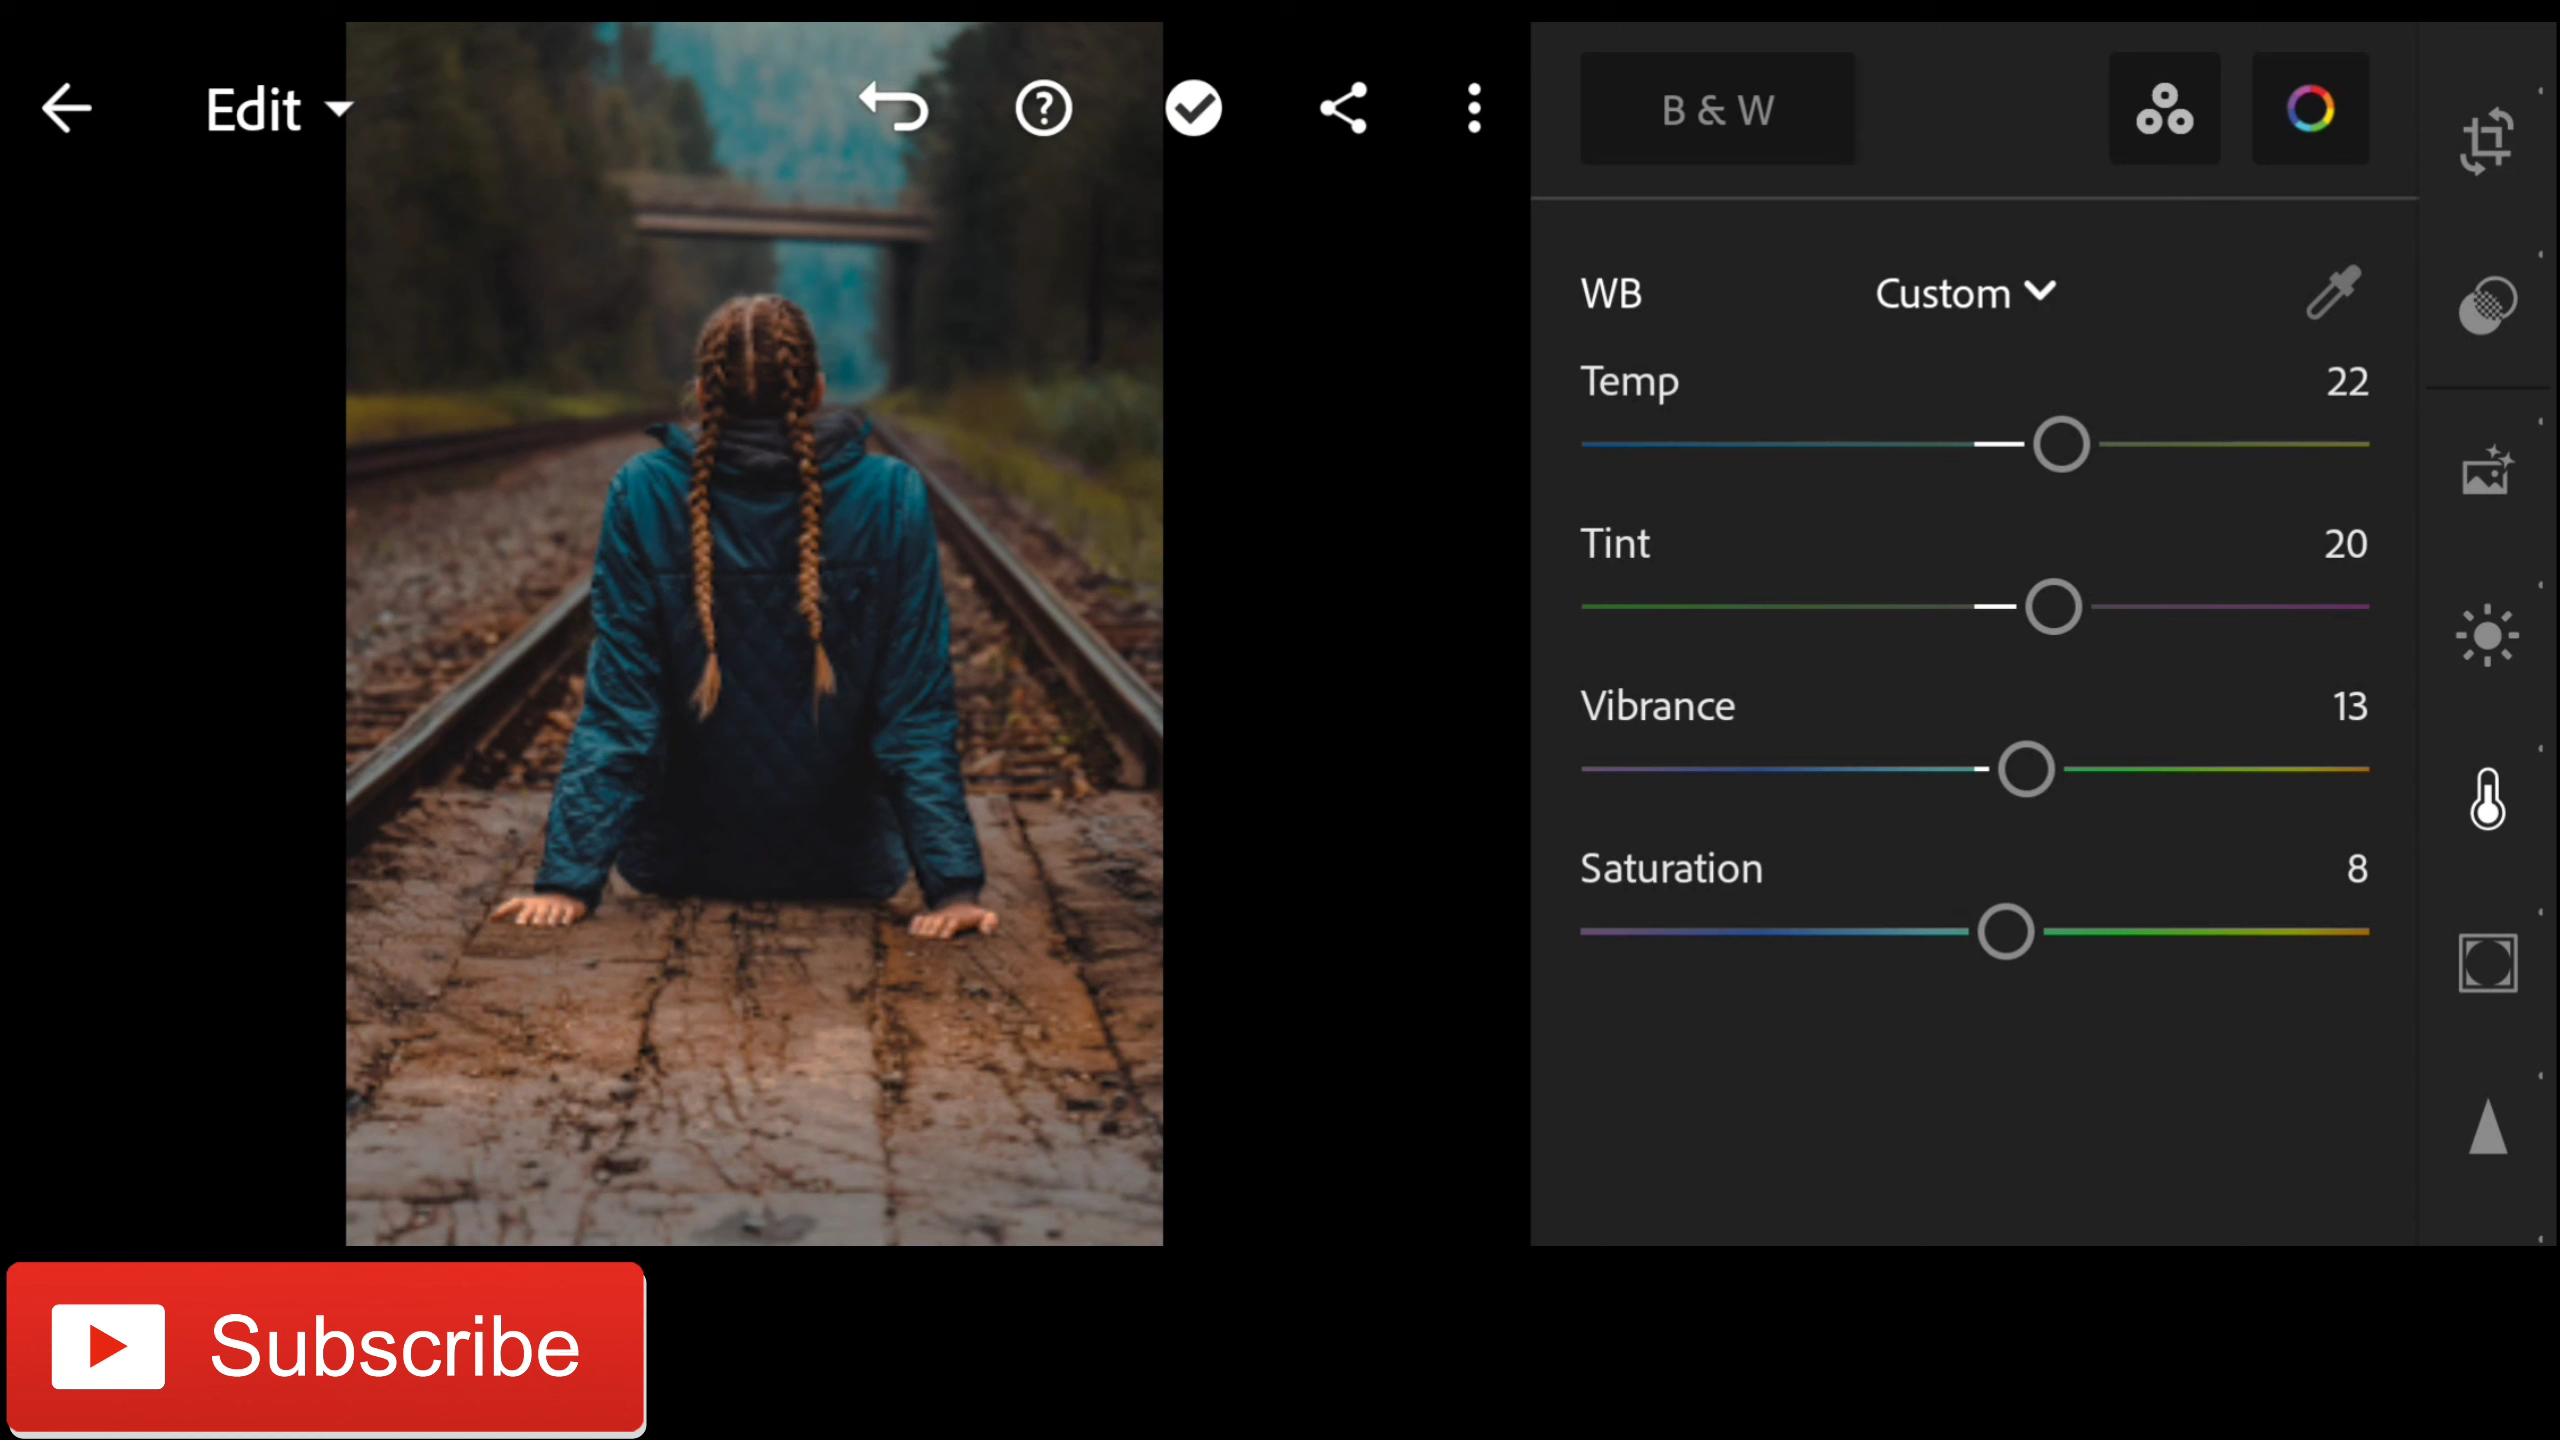 Edit
B & W
WB Custom
Temp 22
Tint 20
Vibrance 13
Saturation 8
Subscribe